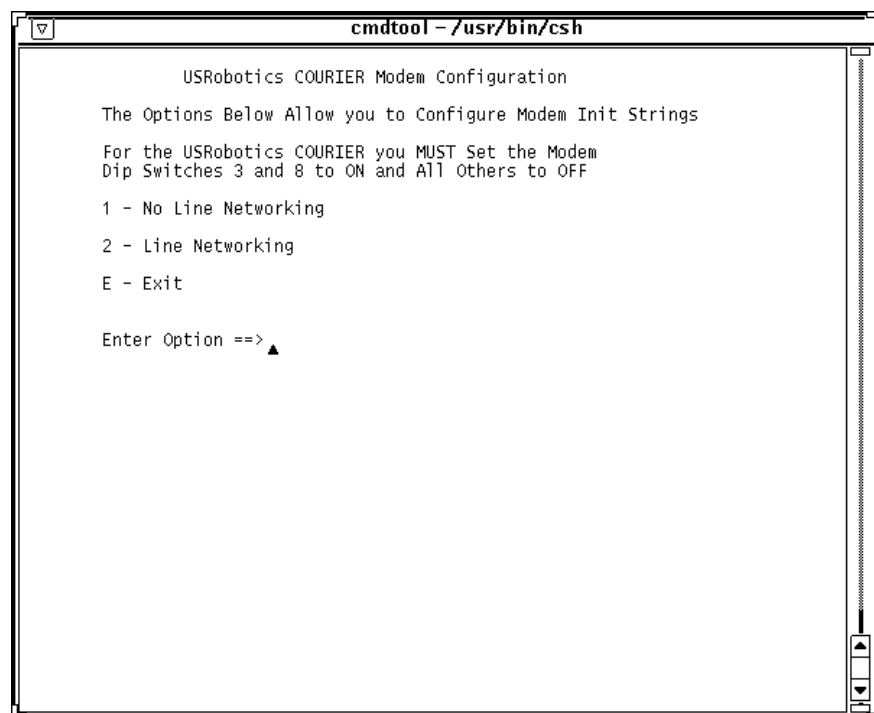 cmdtool – /usr/bin/csh
USRobotics COURIER Modem Configuration
The Options Below Allow you to Configure Modem Init Strings
For the USRobotics COURIER you MUST Set the Modem
Dip Switches 3 and 8 to ON and All Others to OFF
1 - No Line Networking
2 - Line Networking
E - Exit
Enter Option ==>